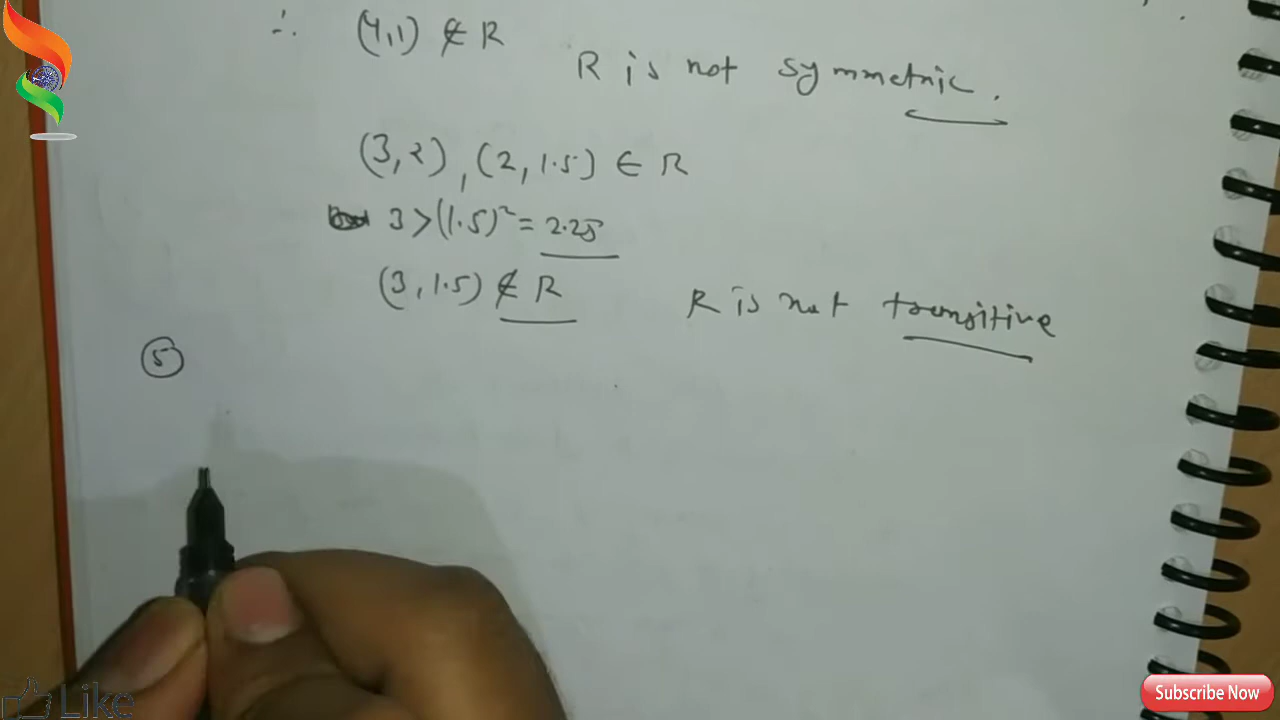 ∴ (4,1) ∉ R
R is not symmetric.
(3,2), (2,1.5) ∈ R
3 > (1.5)² = 2.25
(3,1.5) ∉ R
R is not transitive
⑤
Like
Subscribe Now